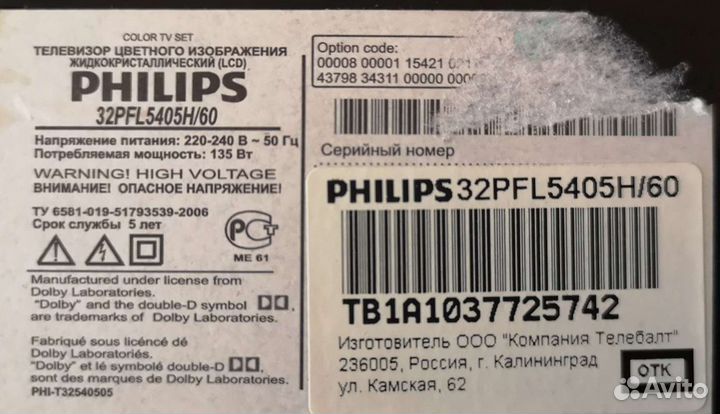 COLOR TV SET
ТЕЛЕВИЗОР ЦВЕТНОГО ИЗОБРАЖЕНИЯ
ЖИДКОКРИСТАЛЛИЧЕСКИЙ (LCD)
PHILIPS
32PFL5405H/60
Напряжение питания: 220-240 В ~ 50 Гц
Потребляемая мощность: 135 Вт
WARNING! HIGH VOLTAGE
ВНИМАНИЕ! ОПАСНОЕ НАПРЯЖЕНИЕ!
ТУ 6581-019-51793539-2006
Срок службы 5 лет
РСТ
ME 61
Manufactured under license from
Dolby Laboratories.
"Dolby" and the double-D symbol
are trademarks of Dolby Laboratories.
Fabriqué sous licencé de
Dolby Laboratories.
"Dolby" et lé symbolé double-D
sont des marques de Dolby Laboratories.
PHI-T32540505
Option code:
00008 00001 15421
43798 34311 00000
Серийный номер
PHILIPS 32PFL5405H/60
TB1A1037725742
Изготовитель ООО "Компания Телебалт"
236005, Россия, г. Калининград
ул. Камская, 62
ОТК
Avito